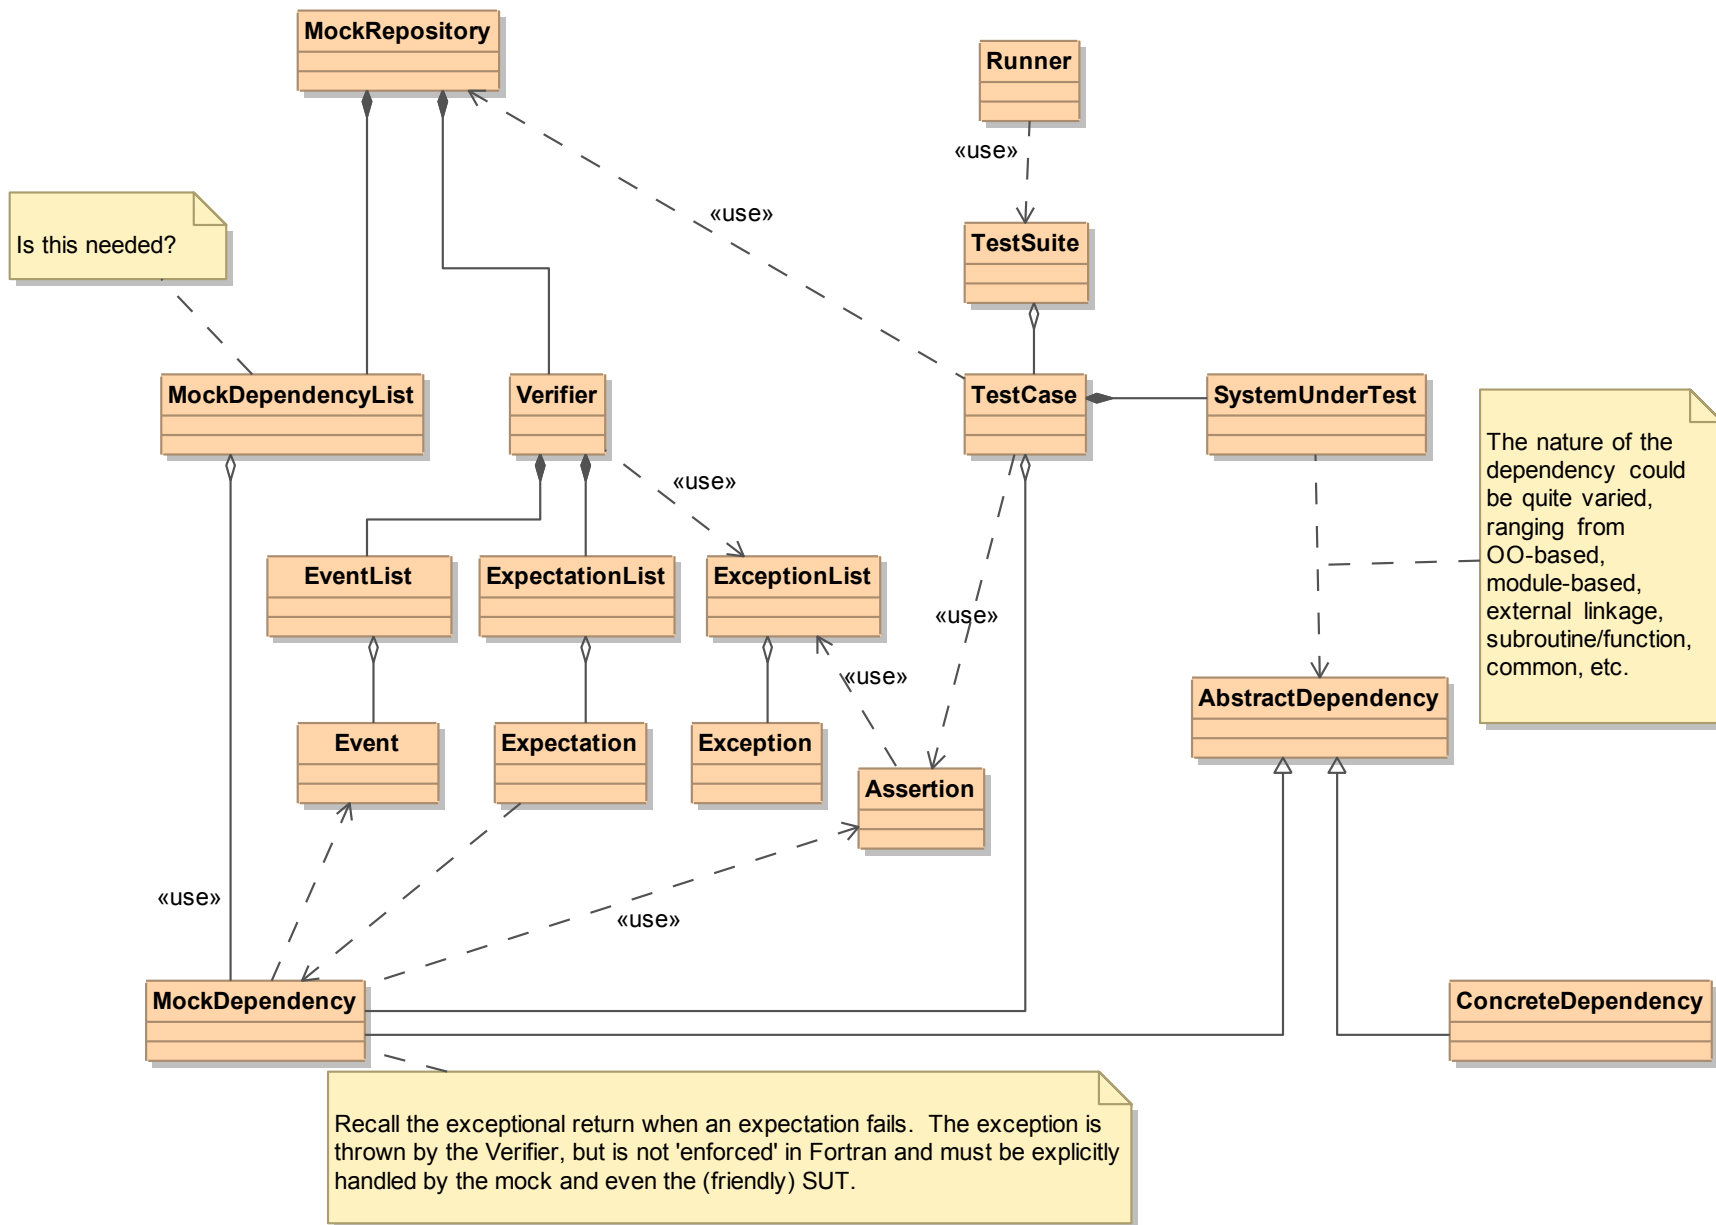 MockRepository
Runner
«use»
«use»
TestSuite
Is this needed?
MockDependencyList
Verifier
TestCase
SystemUnderTest
The nature of the
dependency could
be quite varied,
ranging from
OO-based,
module-based,
external linkage,
subroutine/function,
common, etc.
«use»
EventList
ExpectationList
ExceptionList
«use»
«use»
AbstractDependency
Event
Expectation
Exception
Assertion
«use»
«use»
MockDependency
ConcreteDependency
Recall the exceptional return when an expectation fails. The exception is
thrown by the Verifier, but is not 'enforced' in Fortran and must be explicitly
handled by the mock and even the (friendly) SUT.